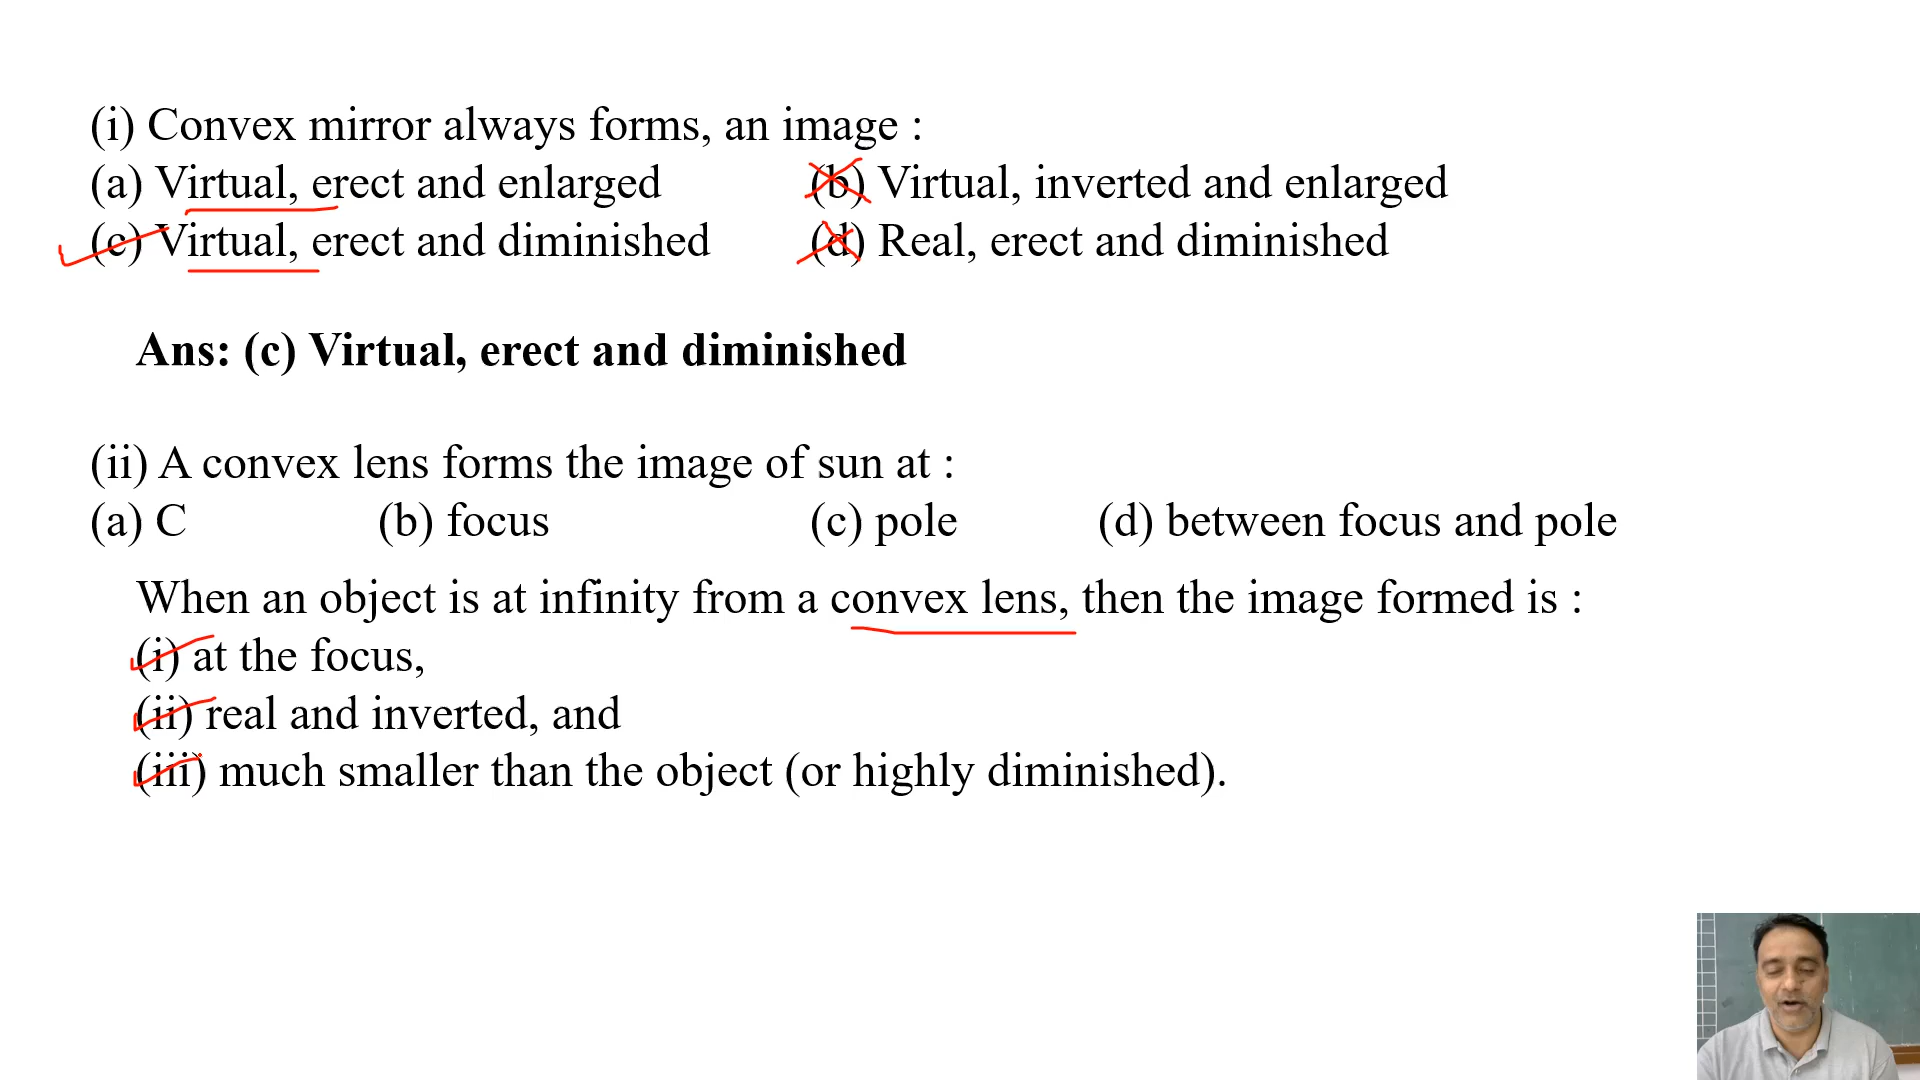 (i) Convex mirror always forms, an image :
(a) Virtual, erect and enlarged (b) Virtual, inverted and enlarged
(c) Virtual, erect and diminished (d) Real, erect and diminished
Ans: (c) Virtual, erect and diminished
(ii) A convex lens forms the image of sun at :
(a) C (b) focus (c) pole (d) between focus and pole
When an object is at infinity from a convex lens, then the image formed is :
(i) at the focus,
(ii) real and inverted, and
(iii) much smaller than the object (or highly diminished).